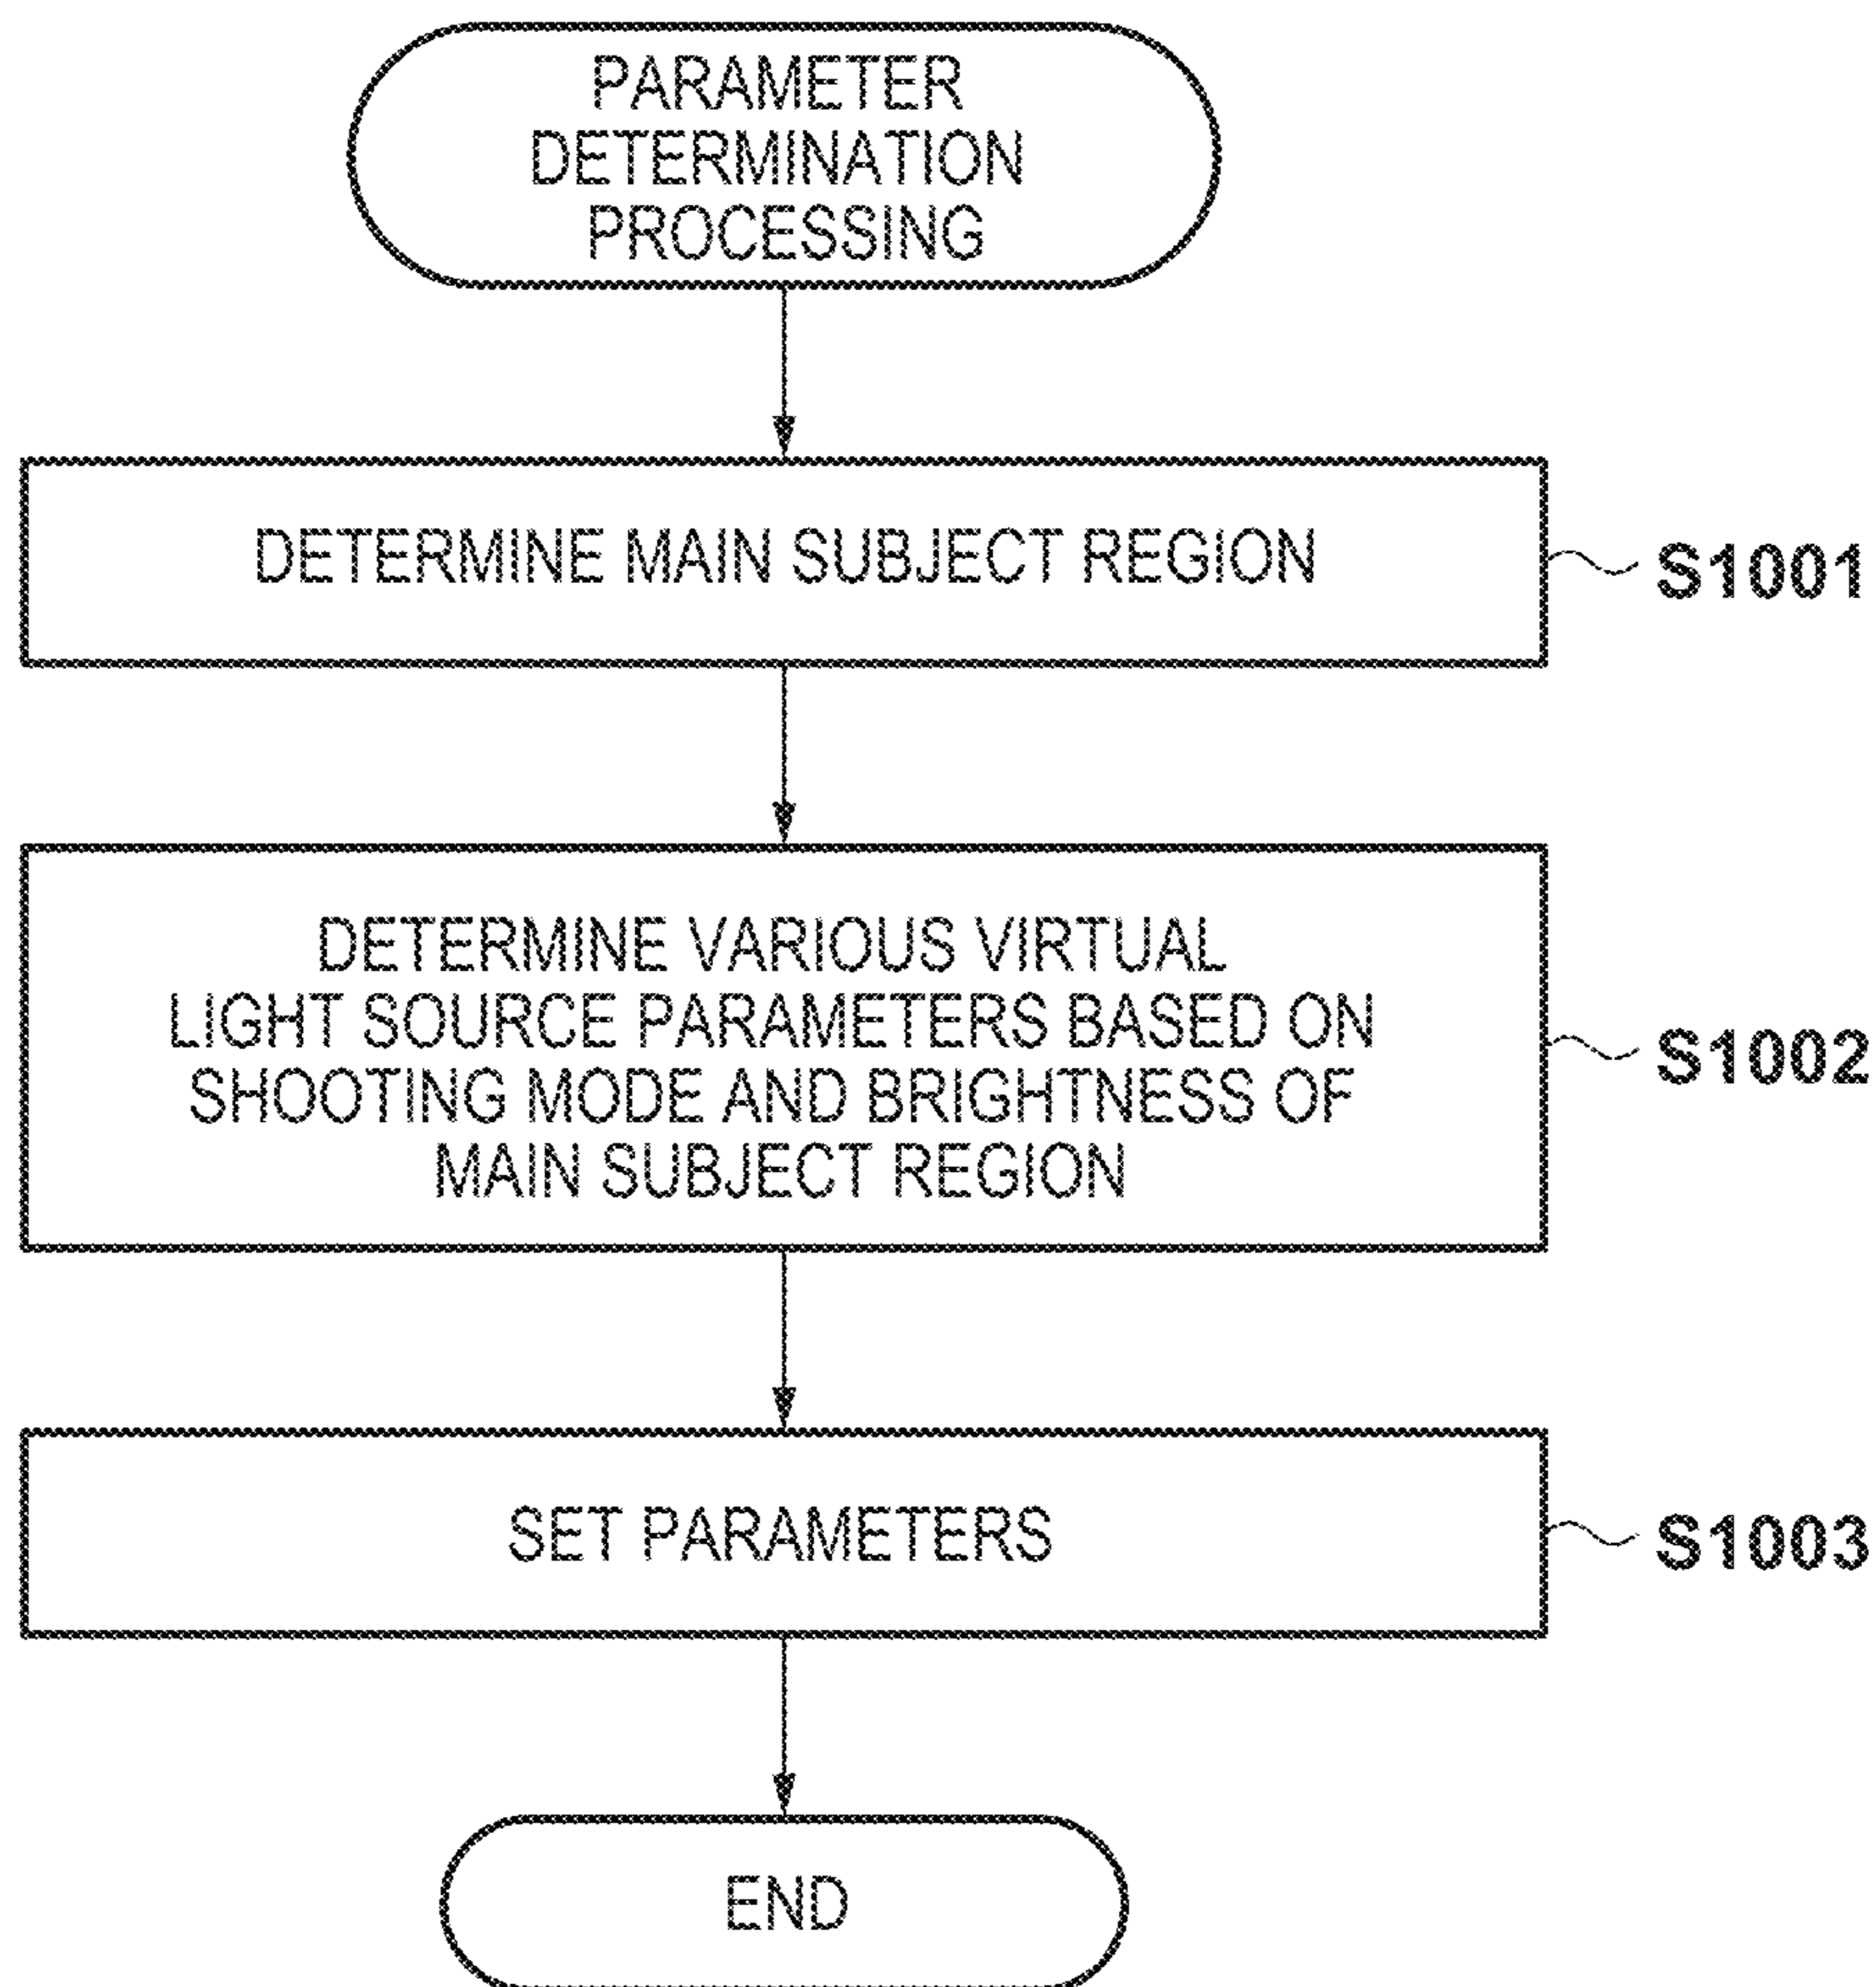 PARAMETER
DETERMINATION
PROCESSING
DETERMINE MAIN SUBJECT REGION
S1001
DETERMINE VARIOUS VIRTUAL
LIGHT SOURCE PARAMETERS BASED ON
SHOOTING MODE AND BRIGHTNESS OF
MAIN SUBJECT REGION
S1002
SET PARAMETERS
S1003
END